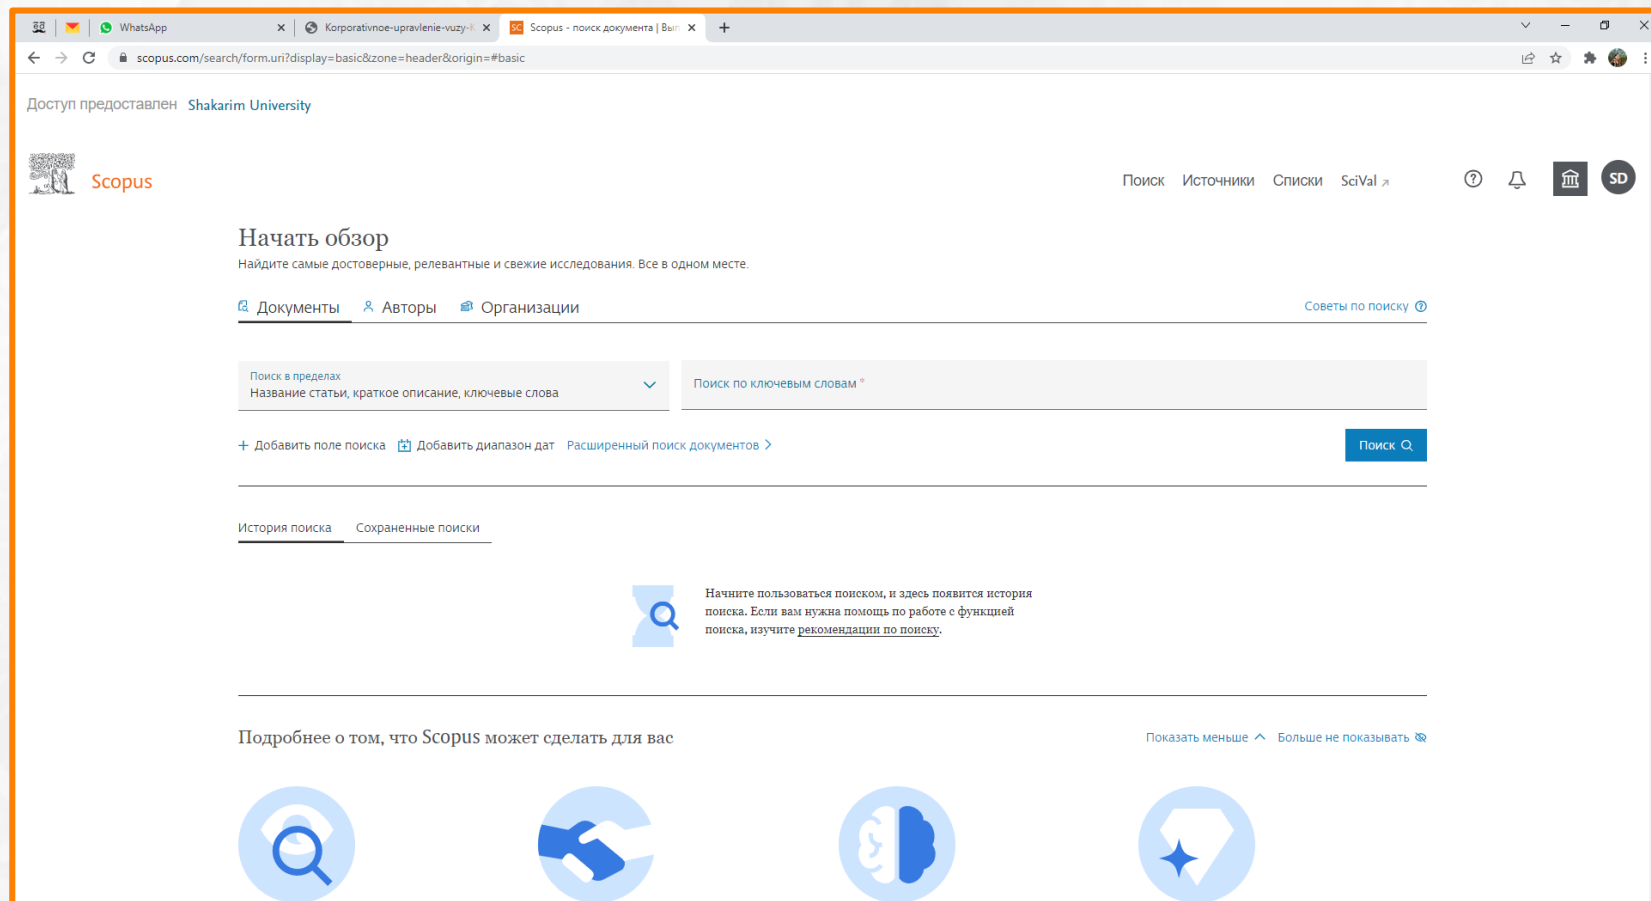 WhatsApp
Korporativnoe-upravlenie-vuzy-K
Scopus - поиск документа | Вып
scopus.com/search/form.uri?display=basic&zone=header&origin=#basic
Доступ предоставлен Shakarim University
Scopus
Поиск Источники Списки SciVal
SD
Начать обзор
Найдите самые достоверные, релевантные и свежие исследования. Все в одном месте.
Документы Авторы Организации
Советы по поиску
Поиск в пределах
Название статьи, краткое описание, ключевые слова
Поиск по ключевым словам *
+ Добавить поле поиска Добавить диапазон дат Расширенный поиск документов >
Поиск
История поиска Сохраненные поиски
Начните пользоваться поиском, и здесь появится история
поиска. Если вам нужна помощь по работе с функцией
поиска, изучите рекомендации по поиску.
Подробнее о том, что Scopus может сделать для вас
Показать меньше Больше не показывать